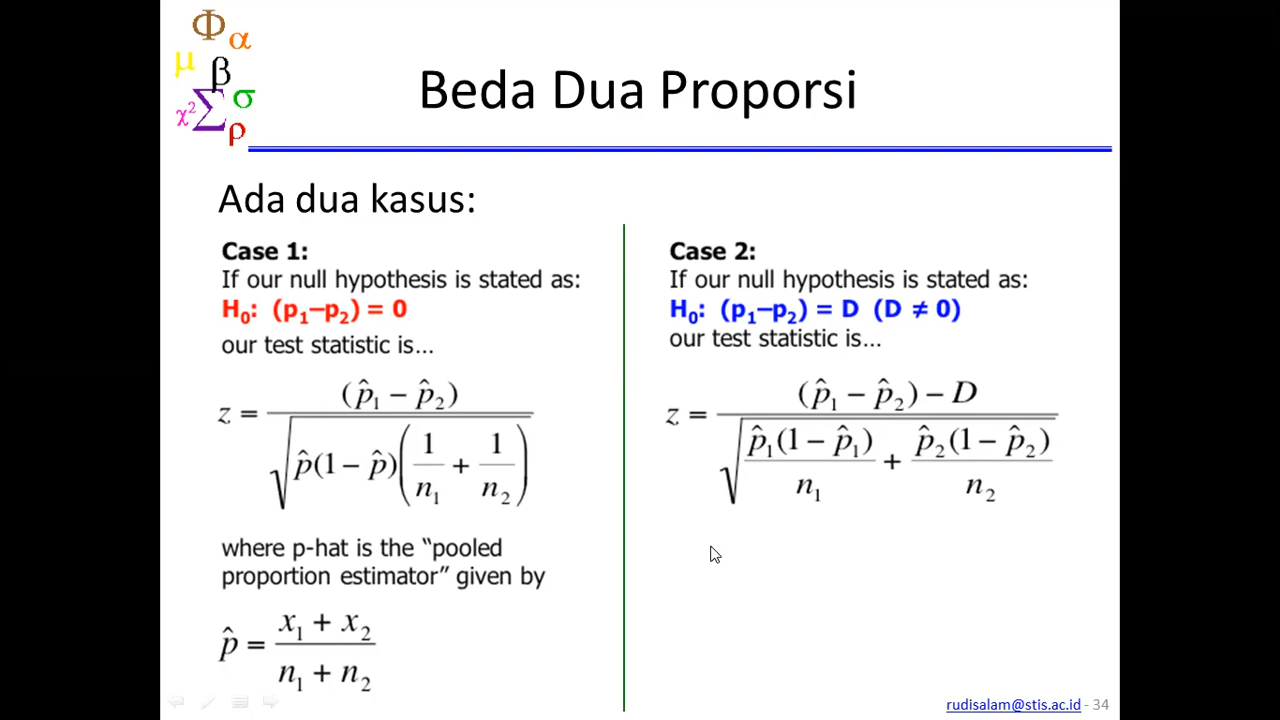 Φ α
μ β
χ² Σ σ
ρ
Beda Dua Proporsi
Ada dua kasus:
Case 1:
If our null hypothesis is stated as:
H₀: (p₁–p₂) = 0
our test statistic is...
z = (p̂₁ − p̂₂) / √(p̂(1 − p̂)(1/n₁ + 1/n₂))
where p-hat is the “pooled
proportion estimator” given by
p̂ = (x₁ + x₂) / (n₁ + n₂)
Case 2:
If our null hypothesis is stated as:
H₀: (p₁–p₂) = D (D ≠ 0)
our test statistic is...
z = ((p̂₁ − p̂₂) − D) / √(p̂₁(1 − p̂₁)/n₁ + p̂₂(1 − p̂₂)/n₂)
rudisalam@stis.ac.id - 34